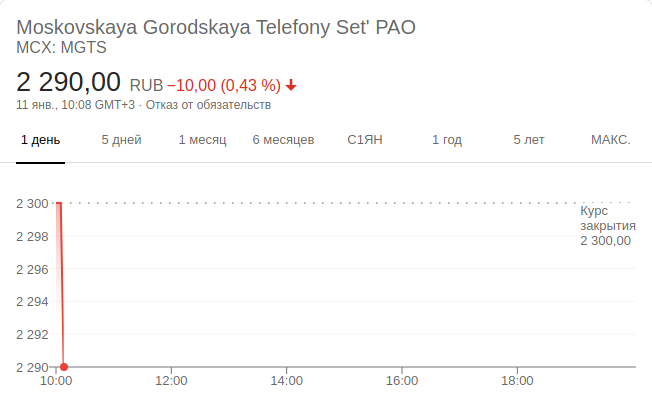 Moskovskaya Gorodskaya Telefony Set' PAO
MCX: MGTS
2 290,00 RUB −10,00 (0,43 %)
11 янв., 10:08 GMT+3 · Отказ от обязательств
1 день 5 дней 1 месяц 6 месяцев С1ЯН 1 год 5 лет МАКС.
2 300
Курс
закрытия
2 300,00
2 298
2 296
2 294
2 292
2 290
10:00 12:00 14:00 16:00 18:00